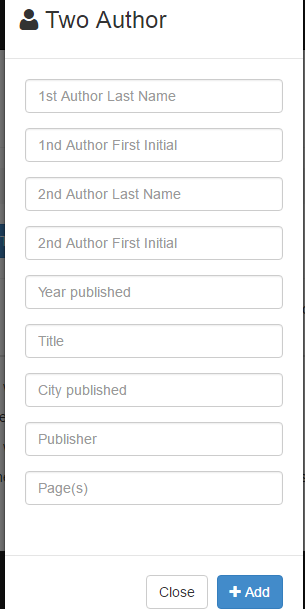 Two Author
1st Author Last Name
1nd Author First Initial
2nd Author Last Name
2nd Author First Initial
Year published
Title
City published
Publisher
Page(s)
Close
Add